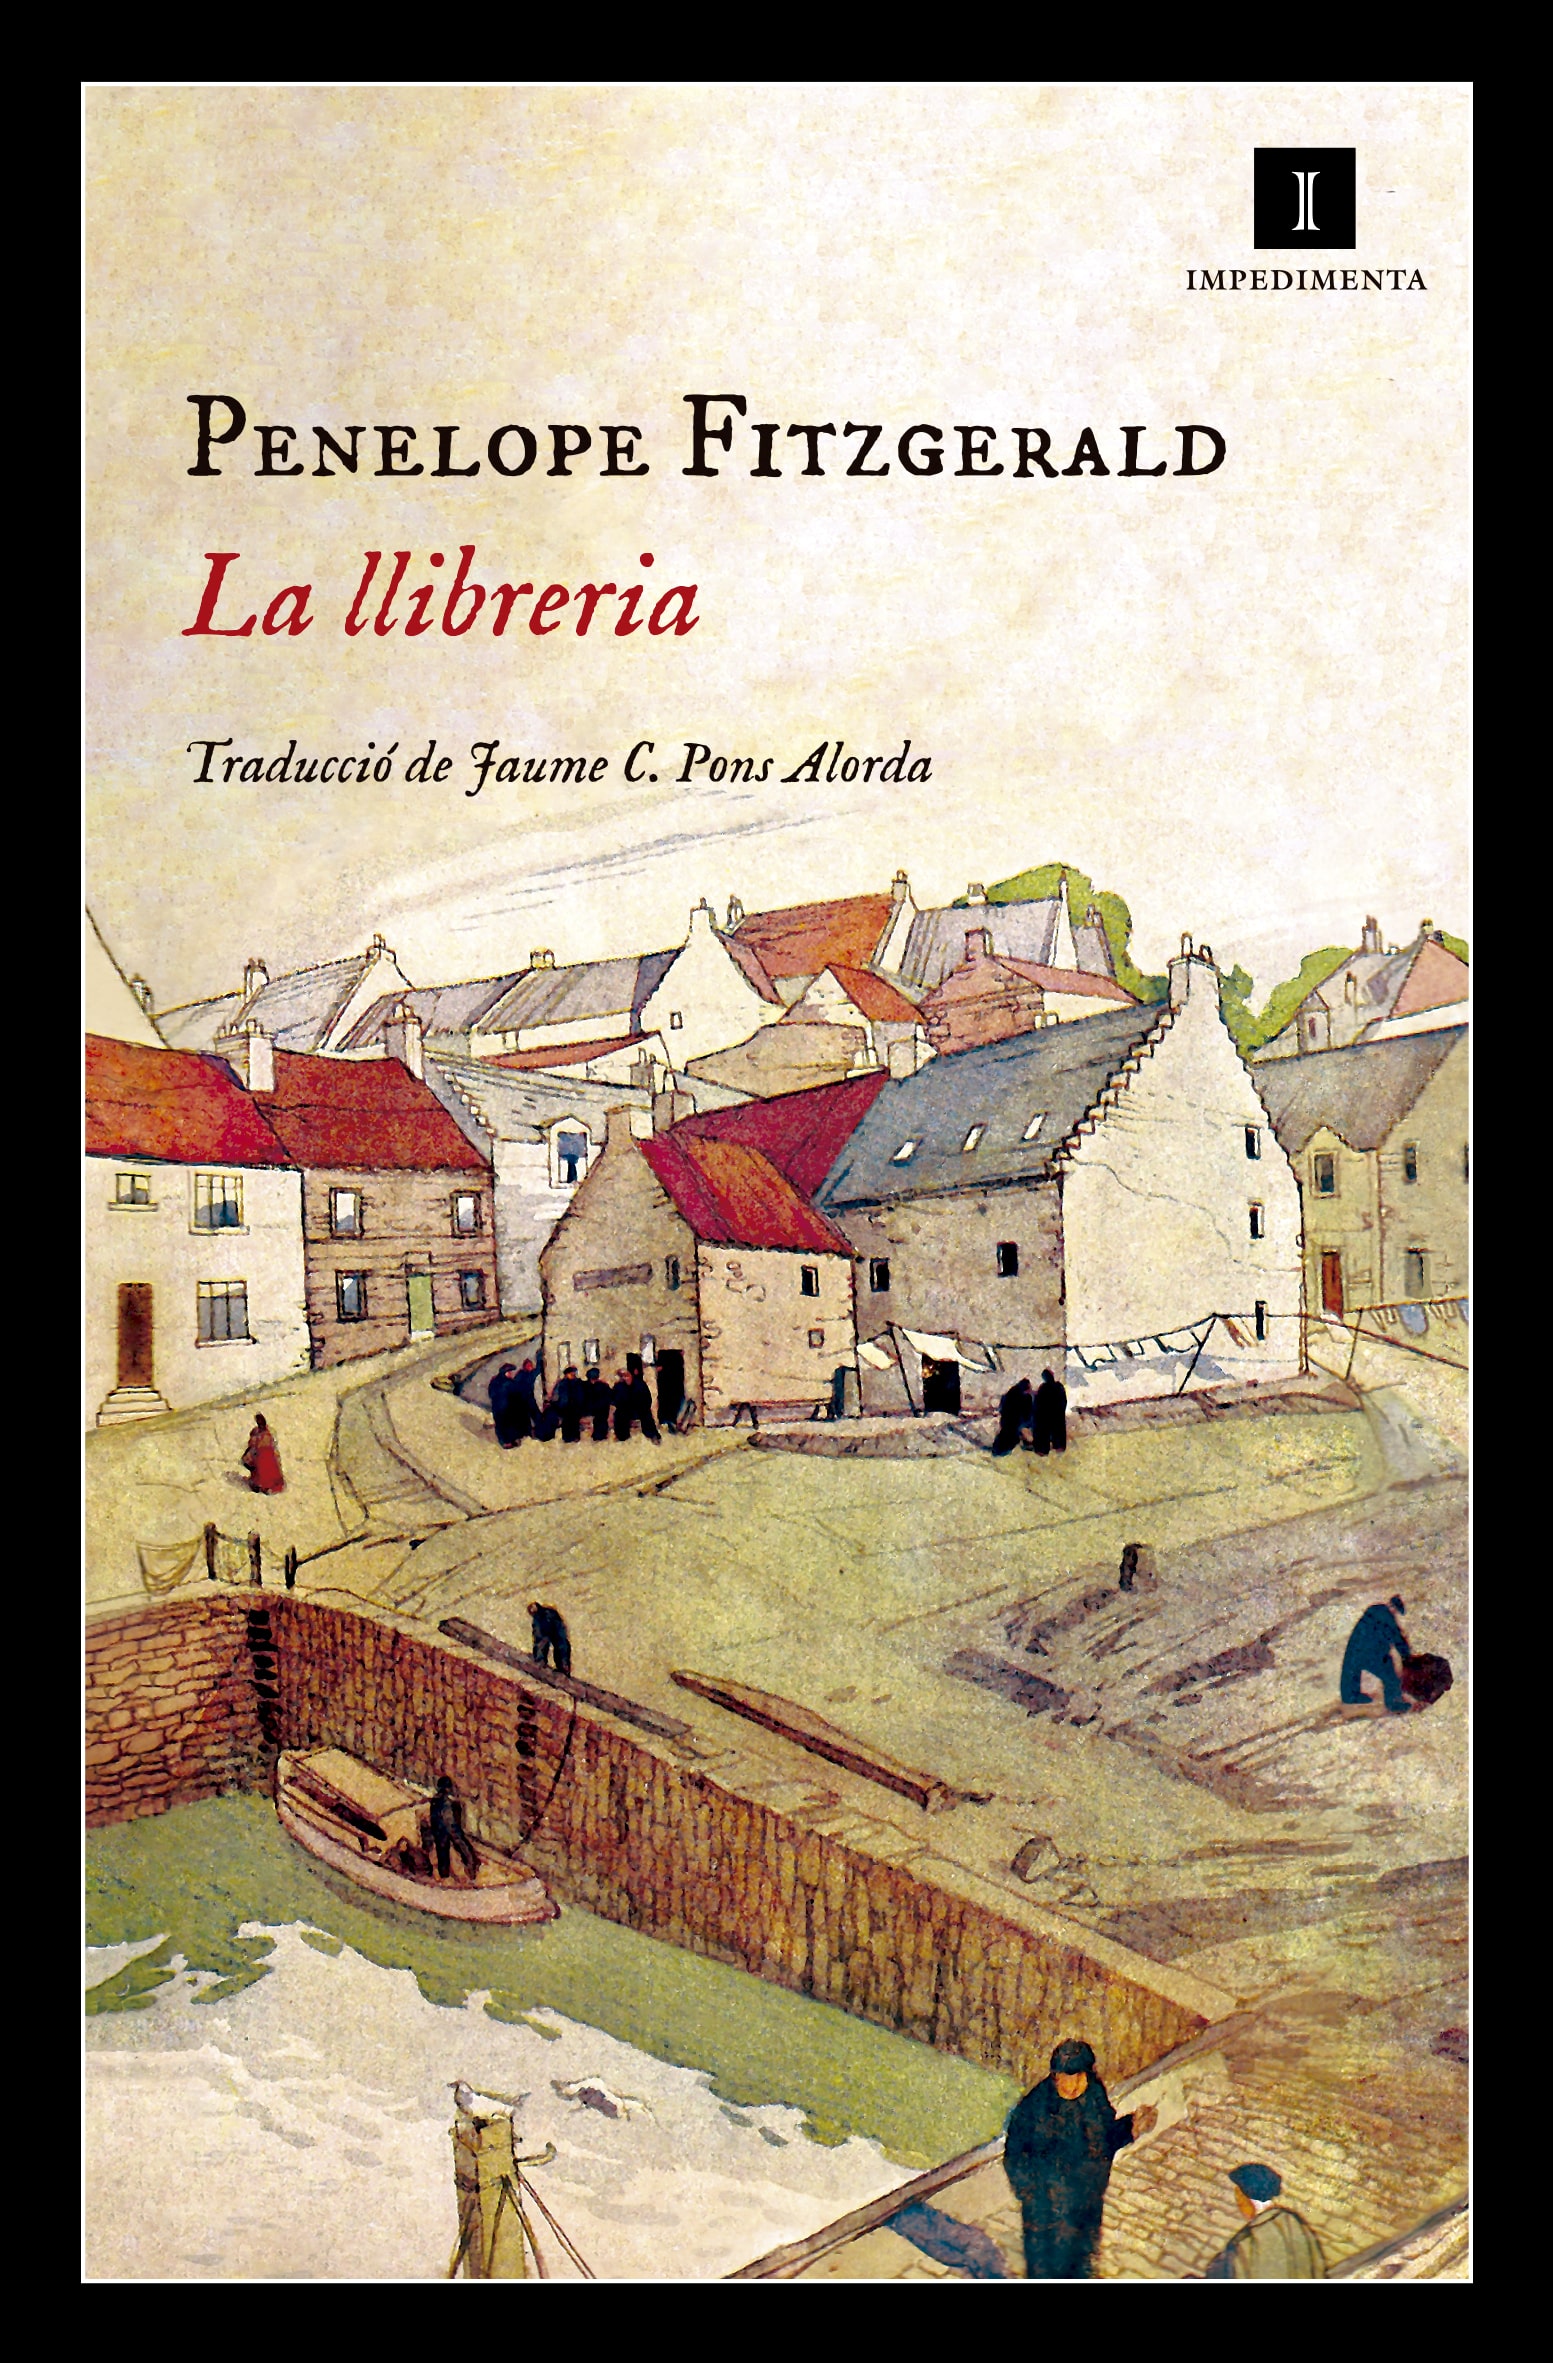 I
IMPEDIMENTA
PENELOPE FITZGERALD
La llibreria
Traducció de Jaume C. Pons Alorda